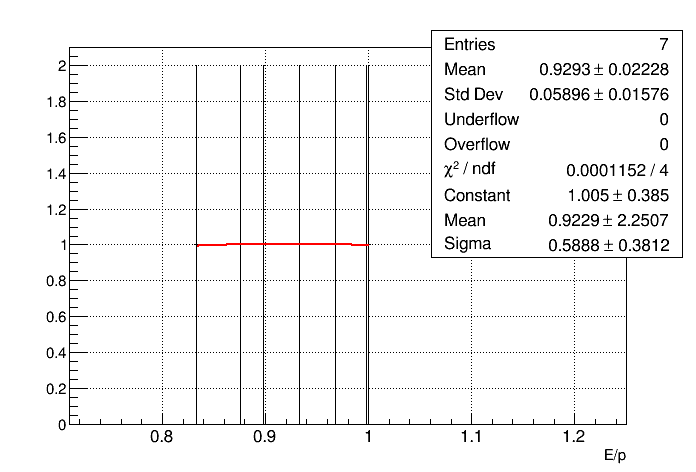 Entries 7
Mean 0.9293 ± 0.02228
Std Dev 0.05896 ± 0.01576
Underflow 0
Overflow 0
χ² / ndf 0.0001152 / 4
Constant 1.005 ± 0.385
Mean 0.9229 ± 2.2507
Sigma 0.5888 ± 0.3812
2
1.8
1.6
1.4
1.2
1
0.8
0.6
0.4
0.2
0
0.8 0.9 1 1.1 1.2
E/p